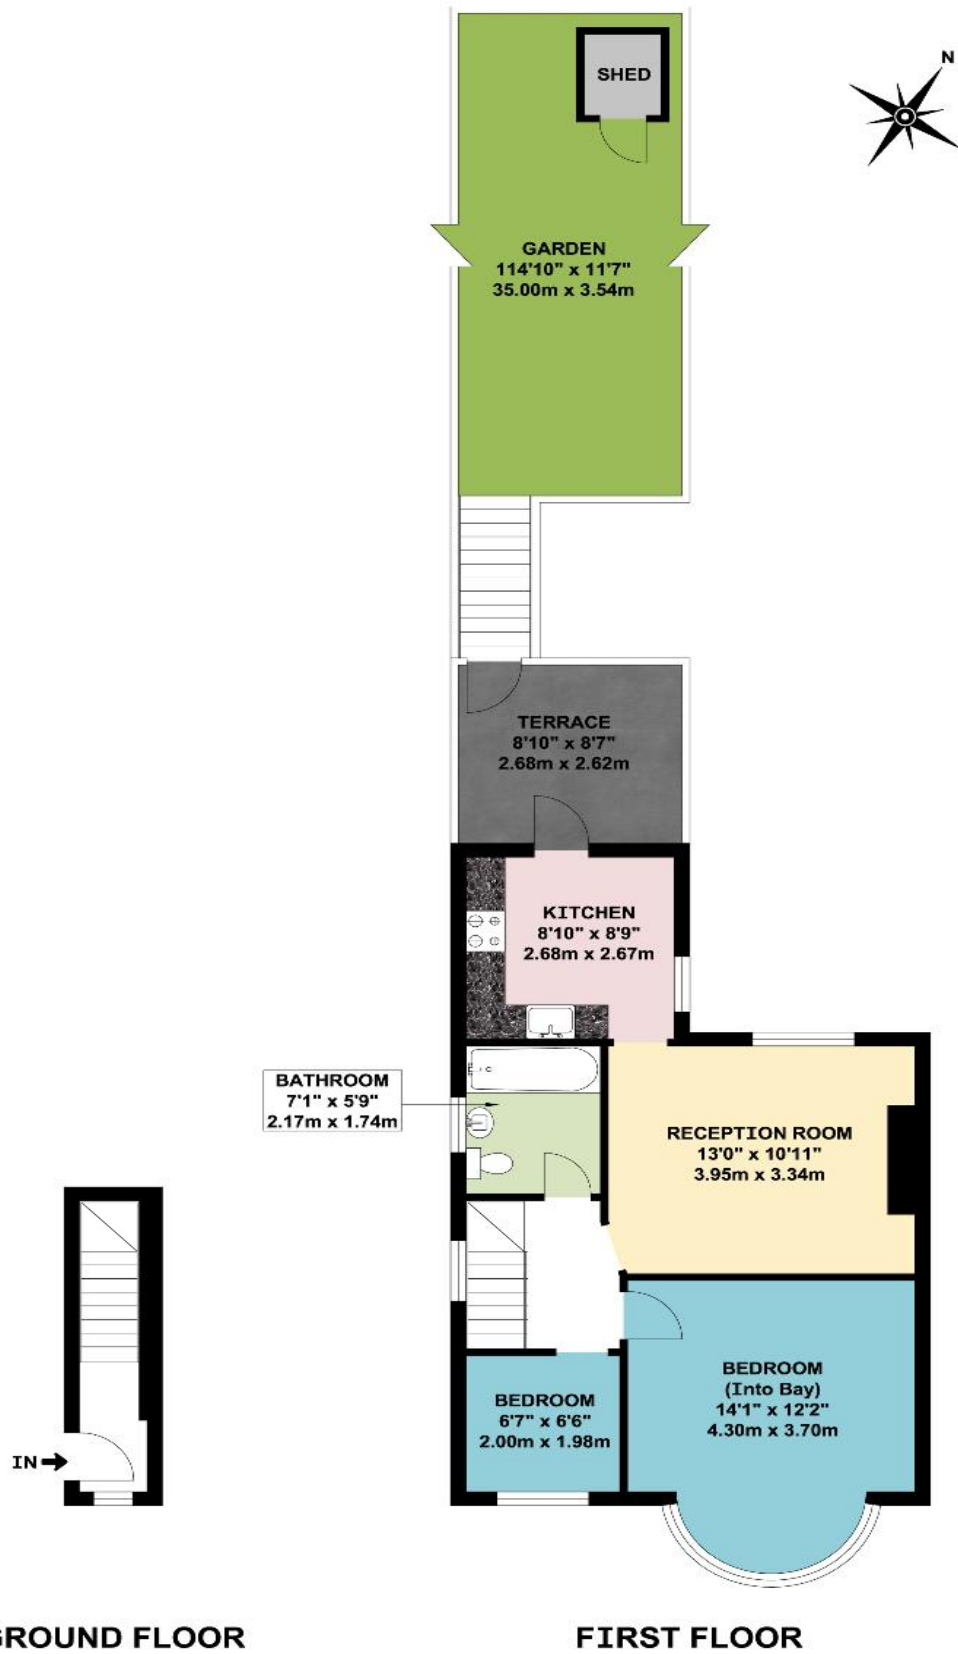 N
SHED
GARDEN
114'10" x 11'7"
35.00m x 3.54m
TERRACE
8'10" x 8'7"
2.68m x 2.62m
KITCHEN
8'10" x 8'9"
2.68m x 2.67m
BATHROOM
7'1" x 5'9"
2.17m x 1.74m
RECEPTION ROOM
13'0" x 10'11"
3.95m x 3.34m
BEDROOM
(Into Bay)
14'1" x 12'2"
4.30m x 3.70m
BEDROOM
6'7" x 6'6"
2.00m x 1.98m
IN
GROUND FLOOR
FIRST FLOOR